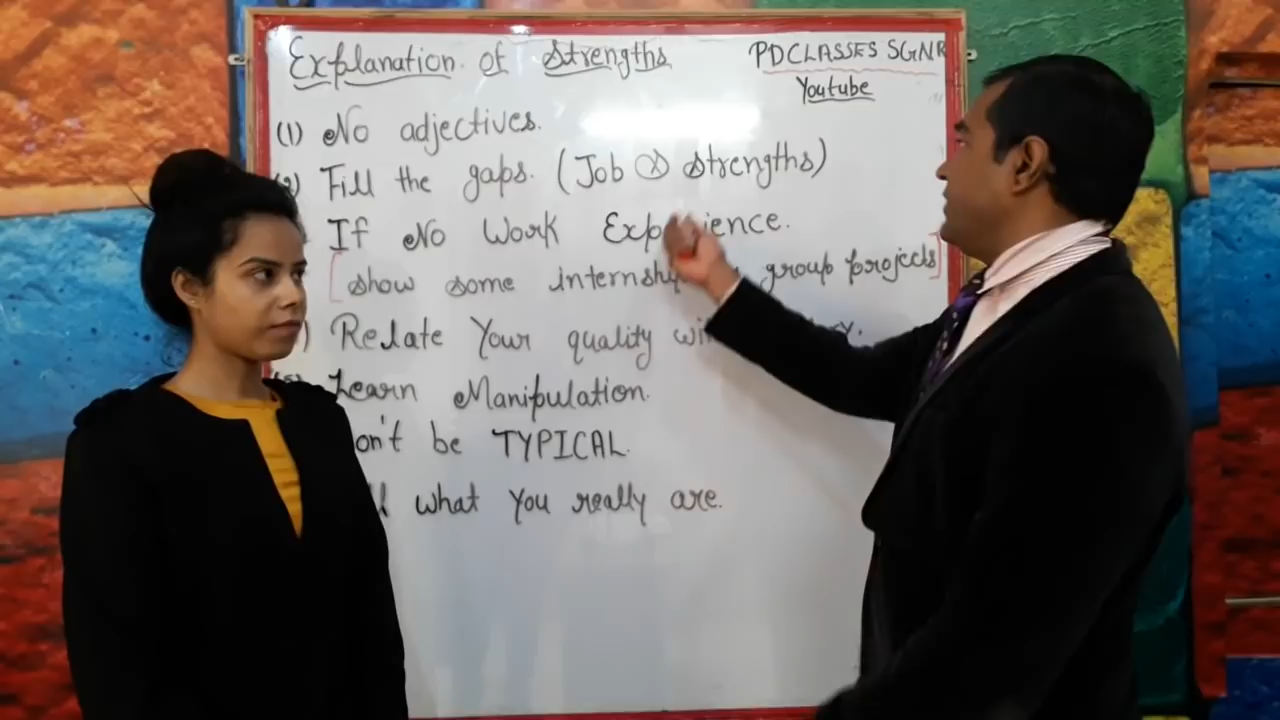 Explanation of Strengths
PDCLASSES SGNR
Youtube
(1) No adjectives.
Fill the gaps. (Job & Strengths)
If No Work Experience.
[show some group projects]
Relate Your quality
Learn Manipulation.
be TYPICAL.
what you really are.